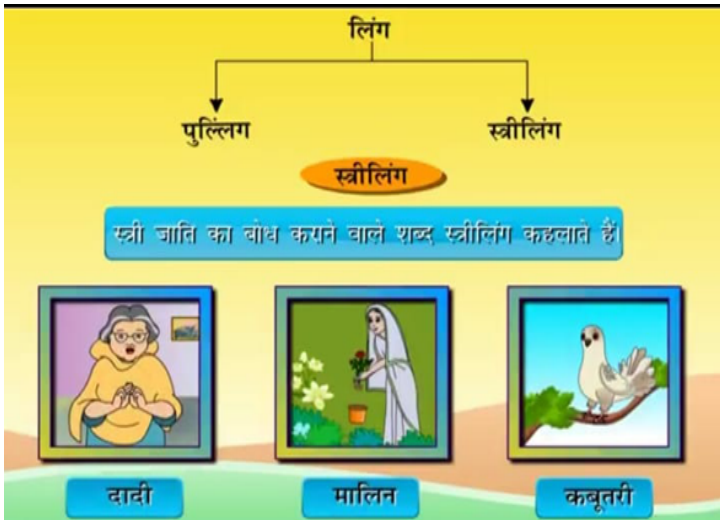 लिंग
पुल्लिंग स्त्रीलिंग
स्त्रीलिंग
स्त्री जाति का बोध कराने वाले शब्द स्त्रीलिंग कहलाते हैं।
दादी मालिन कबूतरी